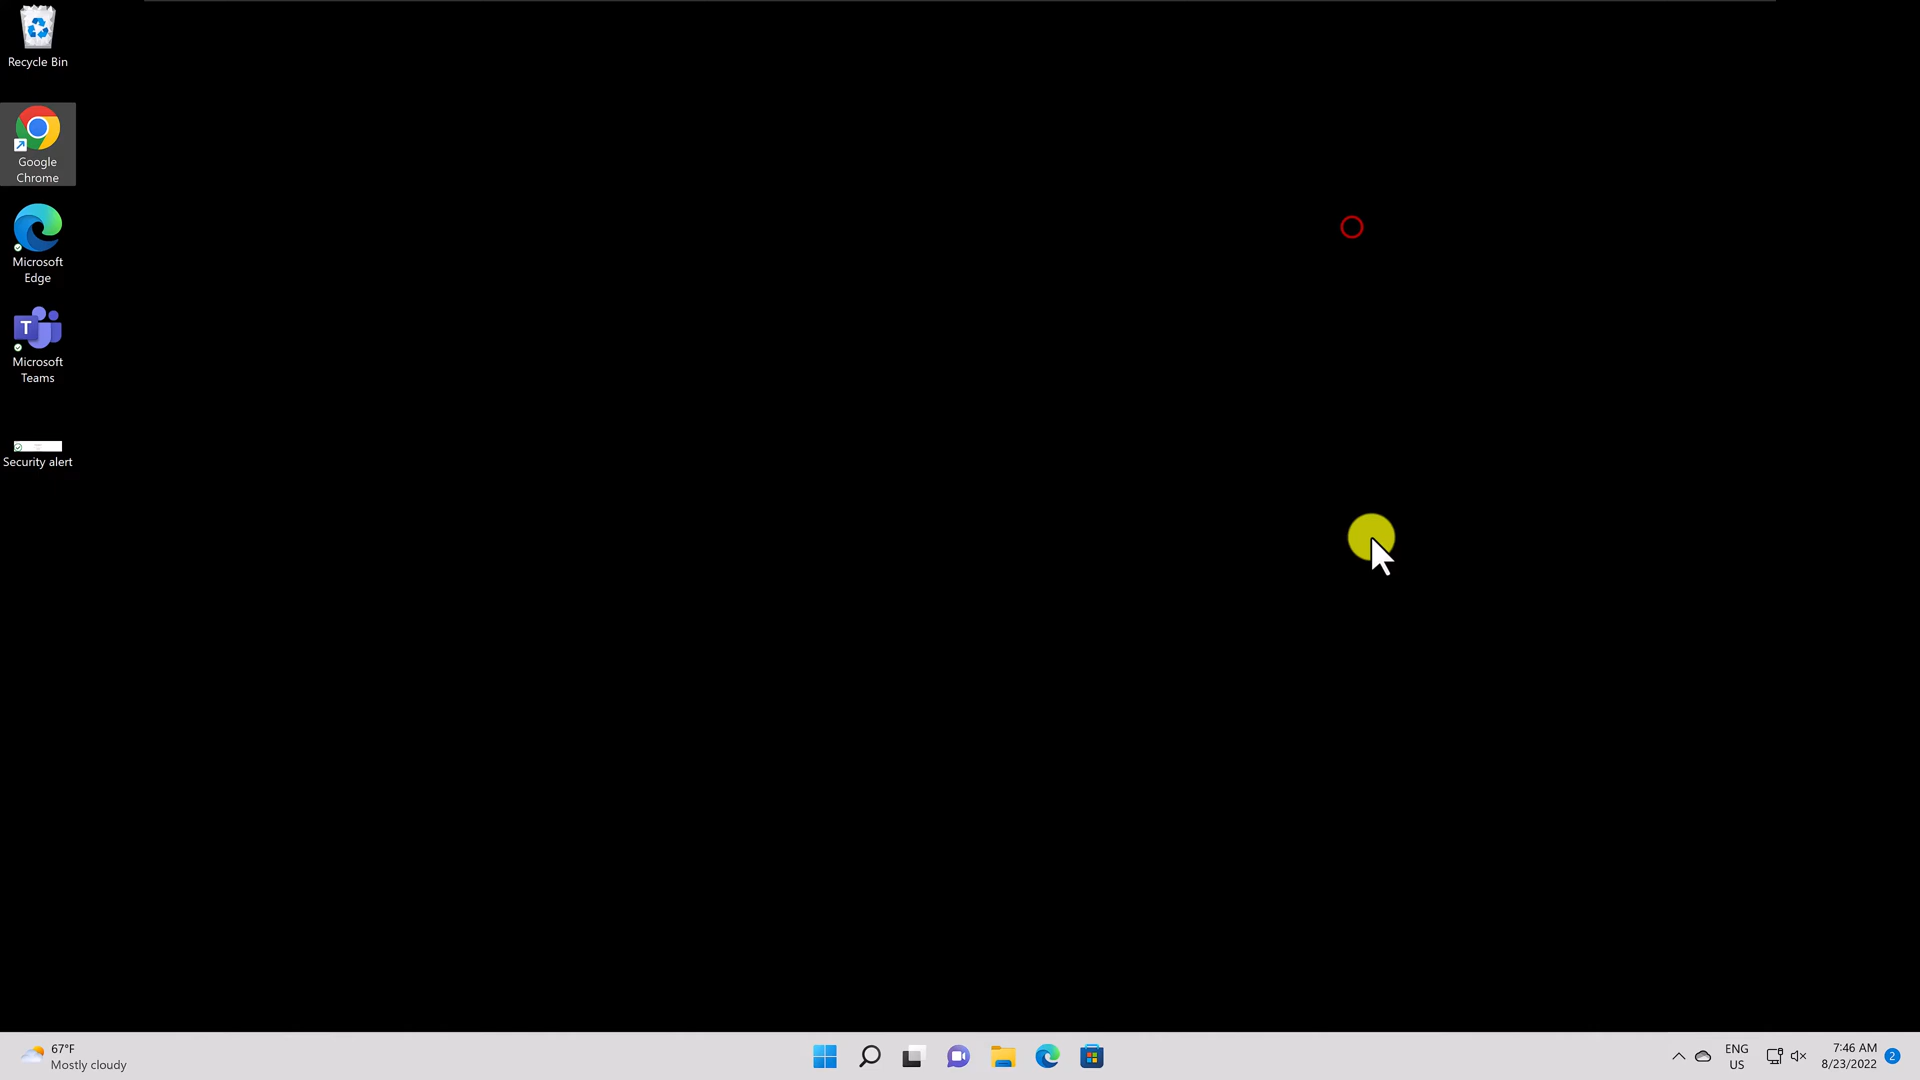 Recycle Bin
Google
Chrome
Microsoft
Edge
T
Microsoft
Teams
Security alert
67°F
Mostly cloudy
ENG
US
7:46 AM
8/23/2022
2